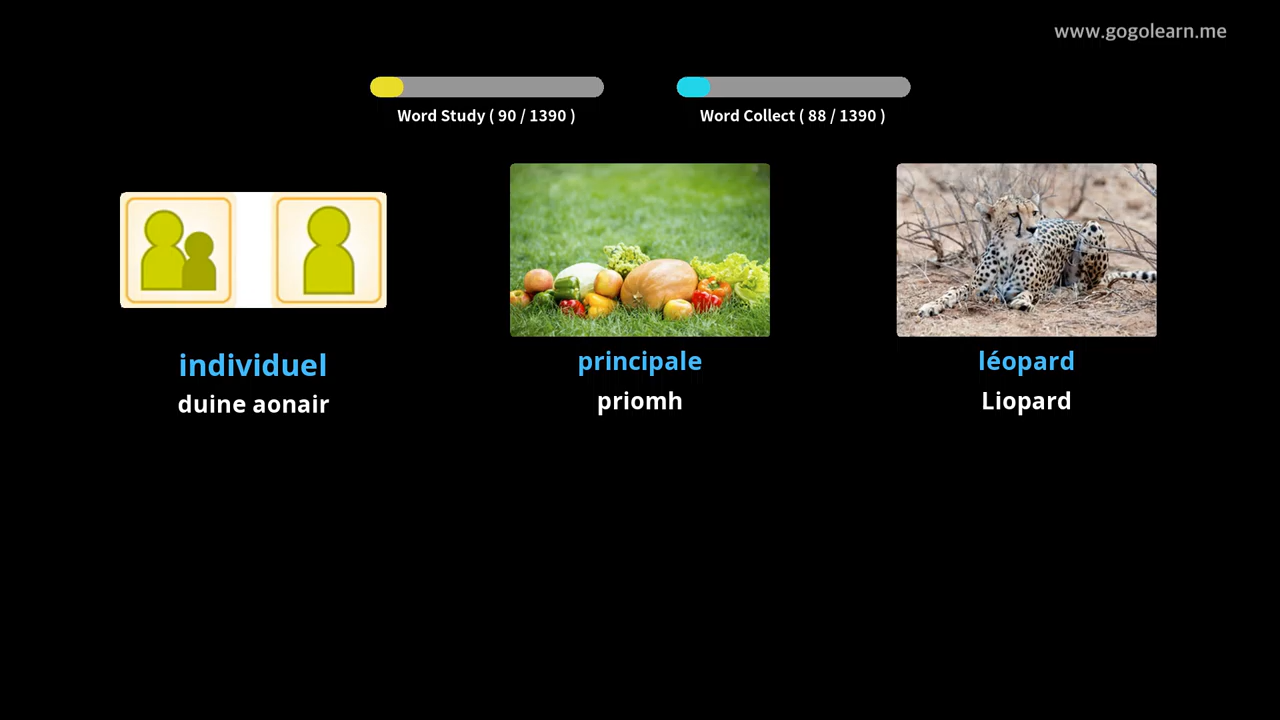 www.gogolearn.me
Word Study ( 90 / 1390 )
Word Collect ( 88 / 1390 )
individuel
duine aonair
principale
priomh
léopard
Liopard